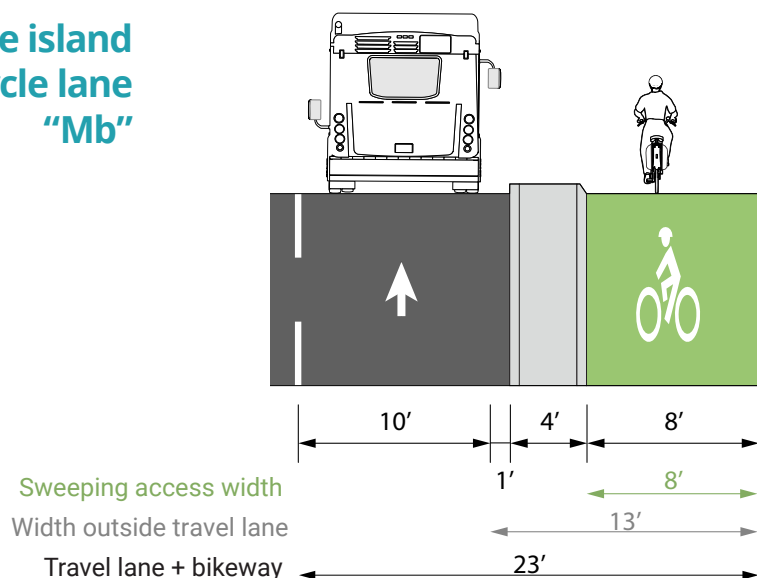 e island
cle lane
“Mb”
10’
4’
8’
1’
Sweeping access width
8’
Width outside travel lane
13’
Travel lane + bikeway
23’